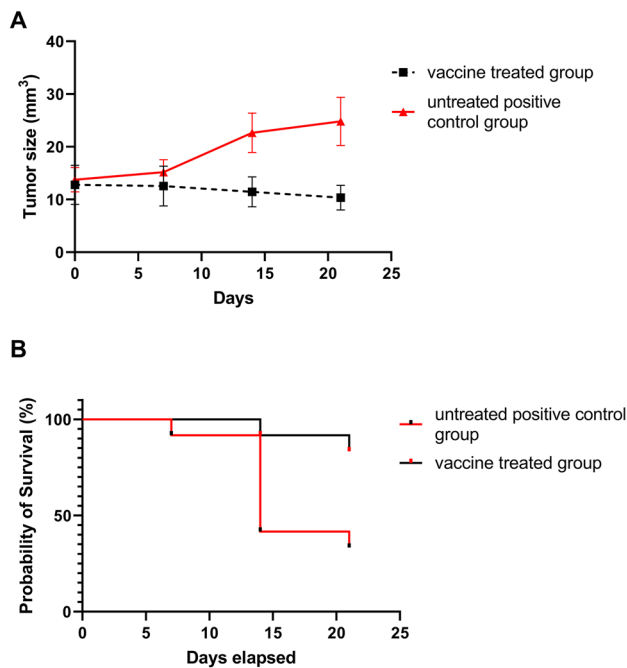 A
Tumor size (mm3)
40
30
20
10
0
0 5 10 15 20 25
Days
vaccine treated group
untreated positive
control group
B
Probability of Survival (%)
100
50
0
0 5 10 15 20 25
Days elapsed
untreated positive control
group
vaccine treated group